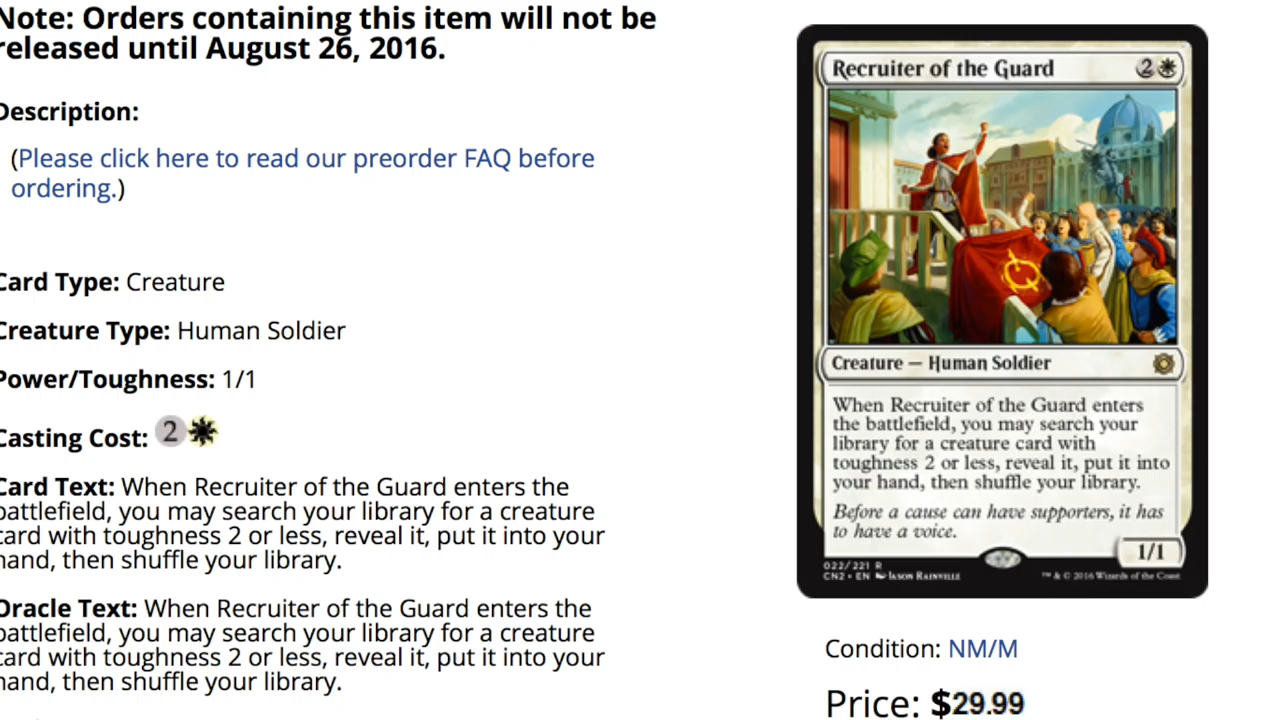 Note: Orders containing this item will not be
released until August 26, 2016.
Description:
(Please click here to read our preorder FAQ before
ordering.)
Card Type: Creature
Creature Type: Human Soldier
Power/Toughness: 1/1
Casting Cost: 2
Card Text: When Recruiter of the Guard enters the
battlefield, you may search your library for a creature
card with toughness 2 or less, reveal it, put it into your
hand, then shuffle your library.
Oracle Text: When Recruiter of the Guard enters the
battlefield, you may search your library for a creature
card with toughness 2 or less, reveal it, put it into your
hand, then shuffle your library.
Recruiter of the Guard 2
Creature — Human Soldier
When Recruiter of the Guard enters
the battlefield, you may search your
library for a creature card with
toughness 2 or less, reveal it, put it into
your hand, then shuffle your library.
Before a cause can have supporters, it has
to have a voice.
1/1
022/221 R
CN2 • EN Jason Rainville
™ & © 2016 Wizards of the Coast
Condition: NM/M
Price: $29.99